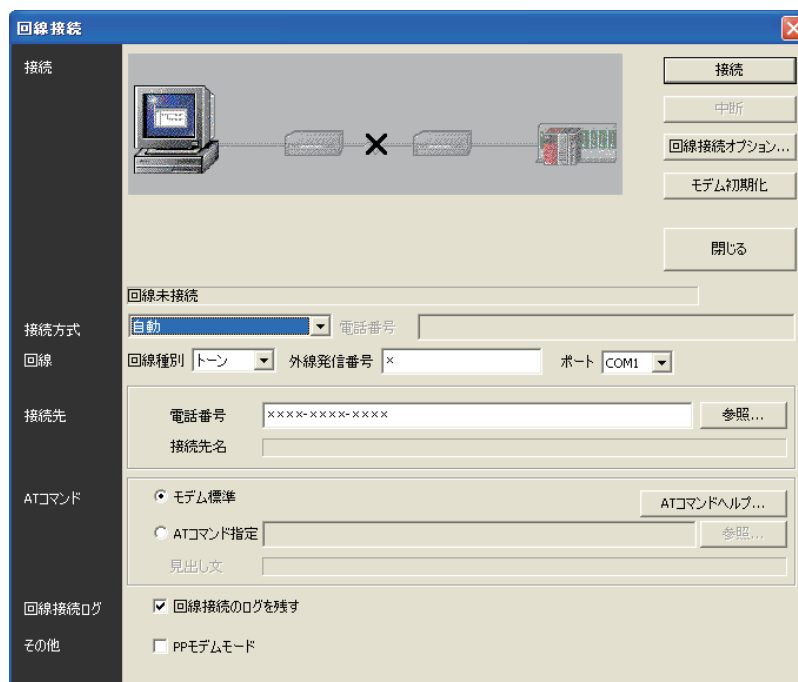 回線接続
接続
接続
中断
回線接続オプション...
モデム初期化
閉じる
回線未接続
接続方式 自動 電話番号
回線 回線種別 トーン 外線発信番号 × ポート COM1
接続先 電話番号 ××××-××××-×××× 参照...
接続先名
ATコマンド モデム標準 ATコマンドヘルプ...
ATコマンド指定 参照...
見出し文
回線接続ログ 回線接続のログを残す
その他 PPモデムモード